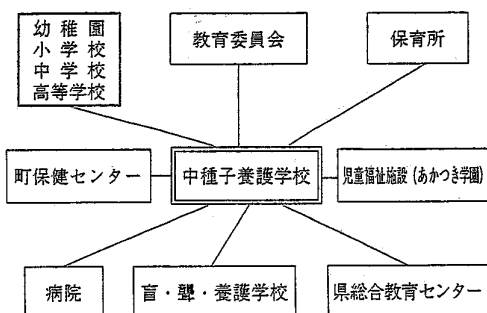 幼稚園
小学校
中学校
高等学校
教育委員会
保育所
町保健センター
中種子養護学校
児童福祉施設(あかつき学園)
病院
盲・聾・養護学校
県総合教育センター